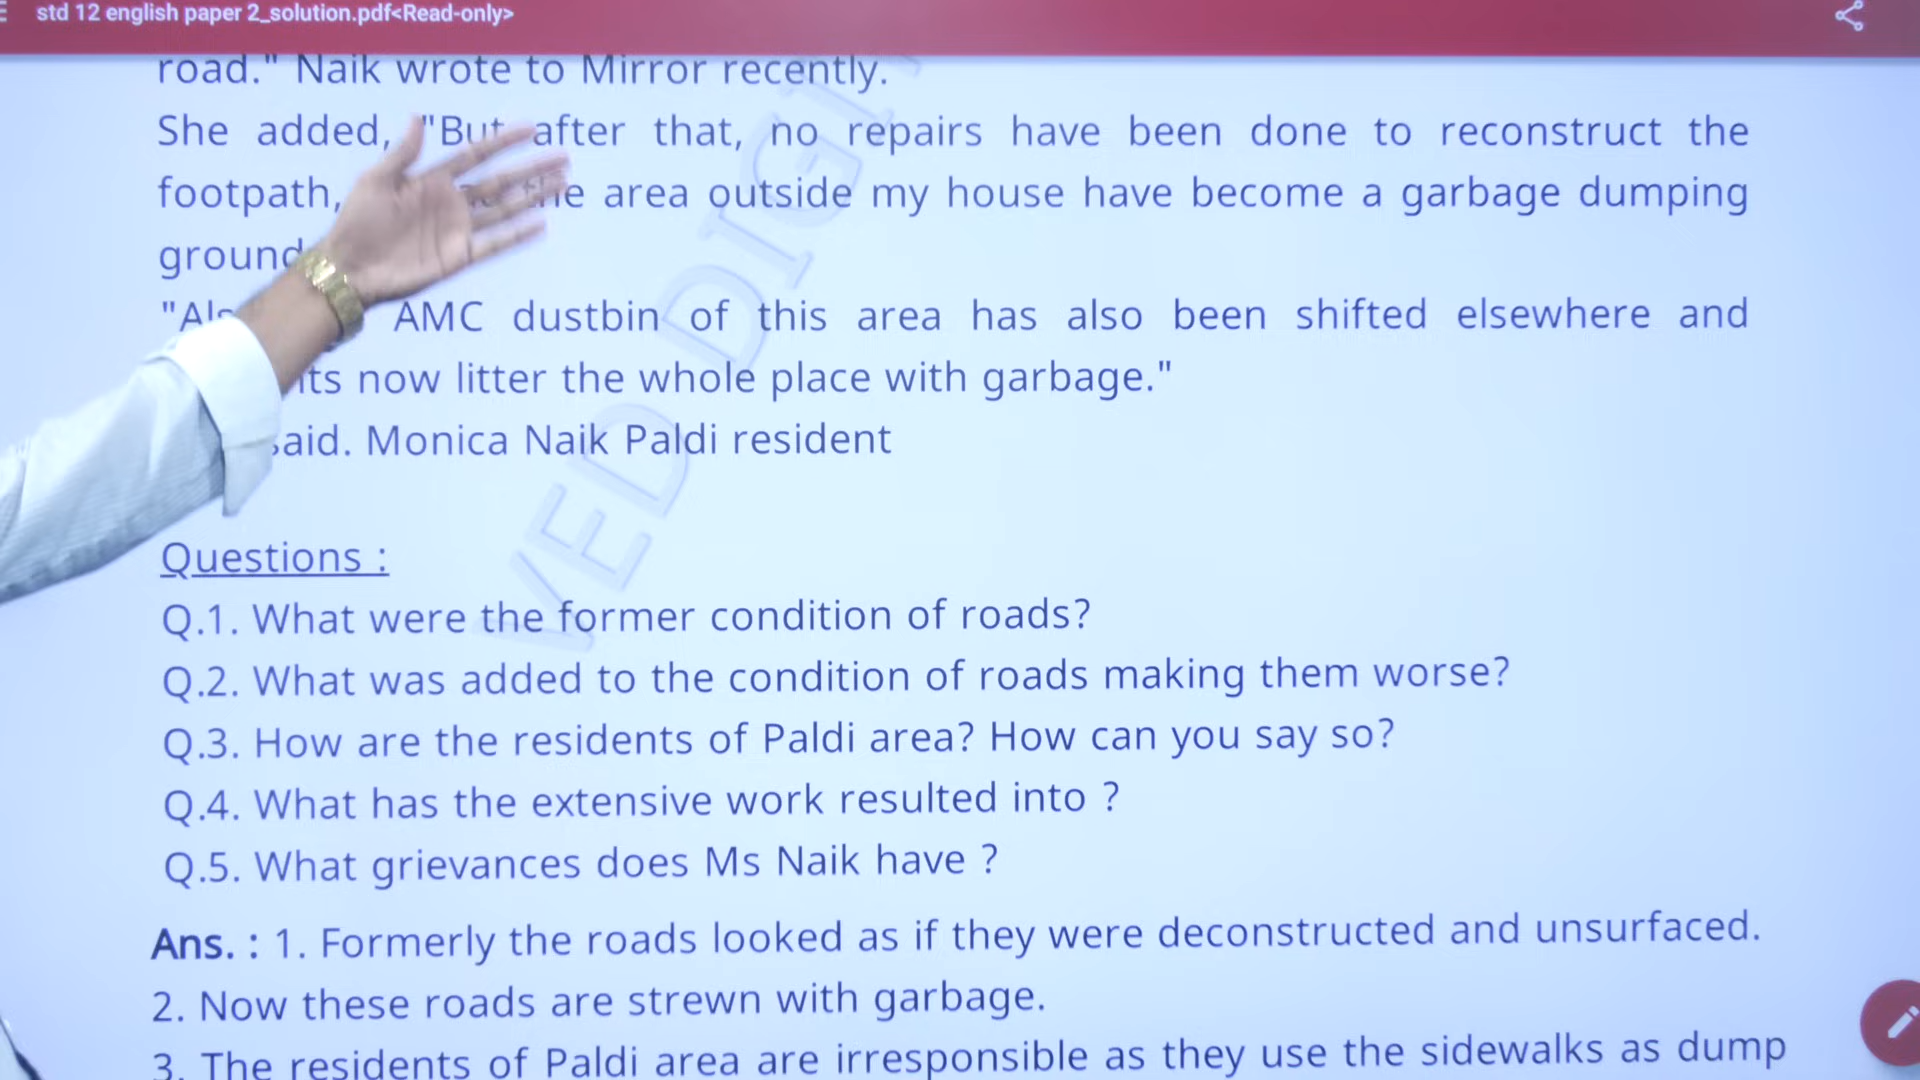 std 12 english paper 2_solution.pdf<Read-only>
road." Naik wrote to Mirror recently.
She added, "But after that, no repairs have been done to reconstruct the
footpath, the area outside my house have become a garbage dumping
ground
AMC dustbin of this area has also been shifted elsewhere and
now litter the whole place with garbage."
said. Monica Naik Paldi resident
Questions :
Q.1. What were the former condition of roads?
Q.2. What was added to the condition of roads making them worse?
Q.3. How are the residents of Paldi area? How can you say so?
Q.4. What has the extensive work resulted into ?
Q.5. What grievances does Ms Naik have ?
Ans. : 1. Formerly the roads looked as if they were deconstructed and unsurfaced.
2. Now these roads are strewn with garbage.
3. The residents of Paldi area are irresponsible as they use the sidewalks as dump
VED